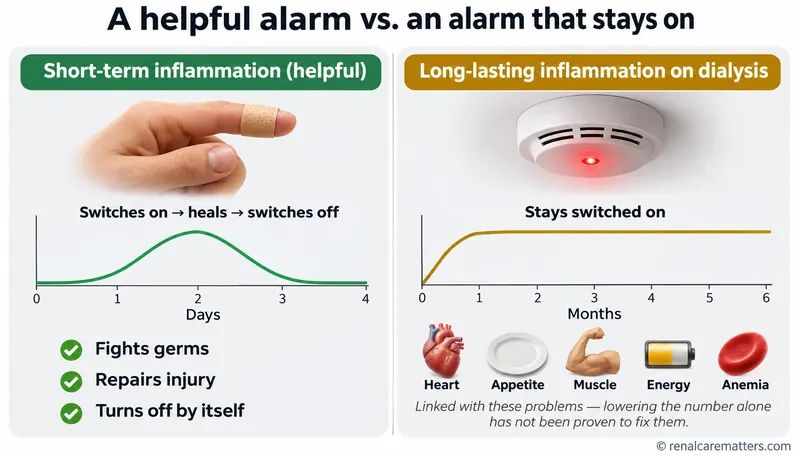 A helpful alarm vs. an alarm that stays on
Short-term inflammation (helpful)
Switches on → heals → switches off
0 1 2 3 4
Days
Fights germs
Repairs injury
Turns off by itself
Long-lasting inflammation on dialysis
Stays switched on
0 1 2 3 4 5 6
Months
Heart Appetite Muscle Energy Anemia
Linked with these problems — lowering the number alone
has not been proven to fix them.
© renalcarematters.com